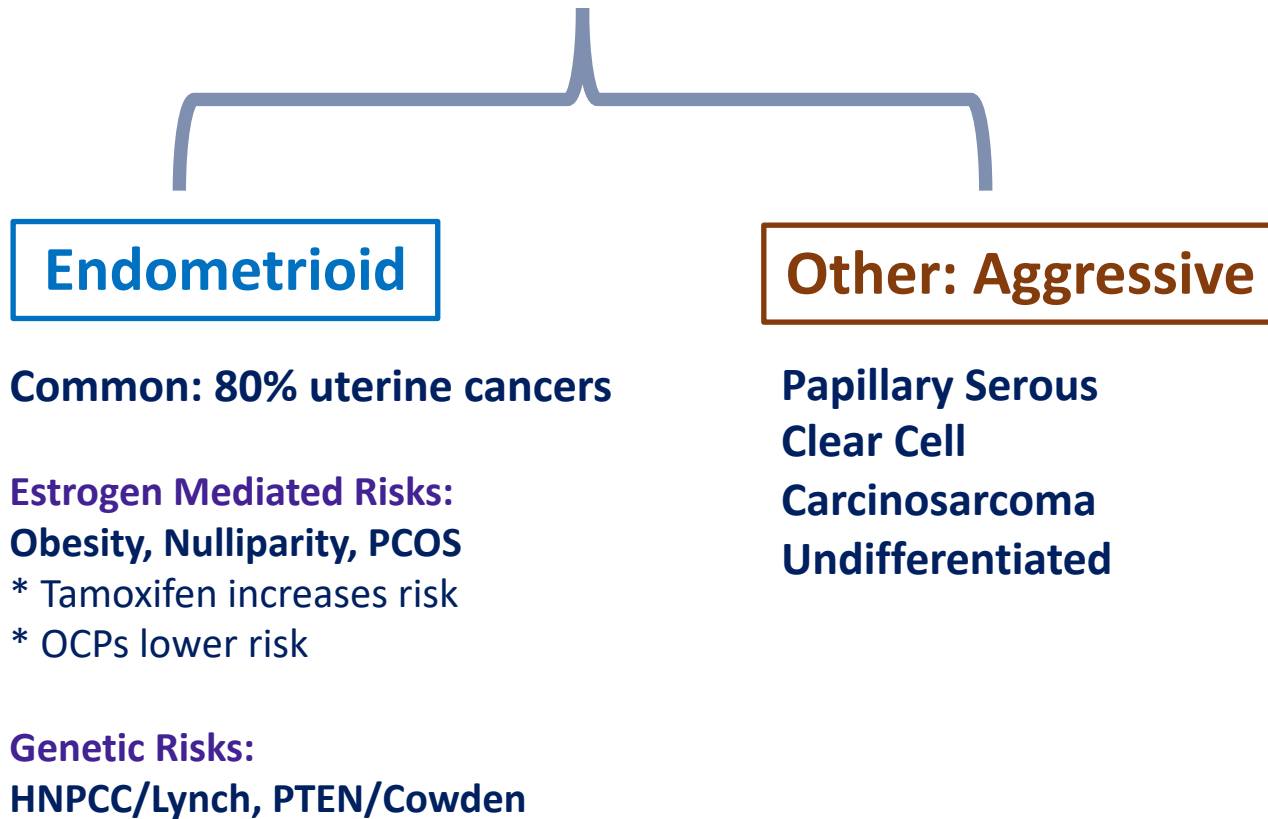 Endometrioid
Common: 80% uterine cancers
Estrogen Mediated Risks:
Obesity, Nulliparity, PCOS
* Tamoxifen increases risk
* OCPs lower risk
Genetic Risks:
HNPCC/Lynch, PTEN/Cowden
Other: Aggressive
Papillary Serous
Clear Cell
Carcinosarcoma
Undifferentiated